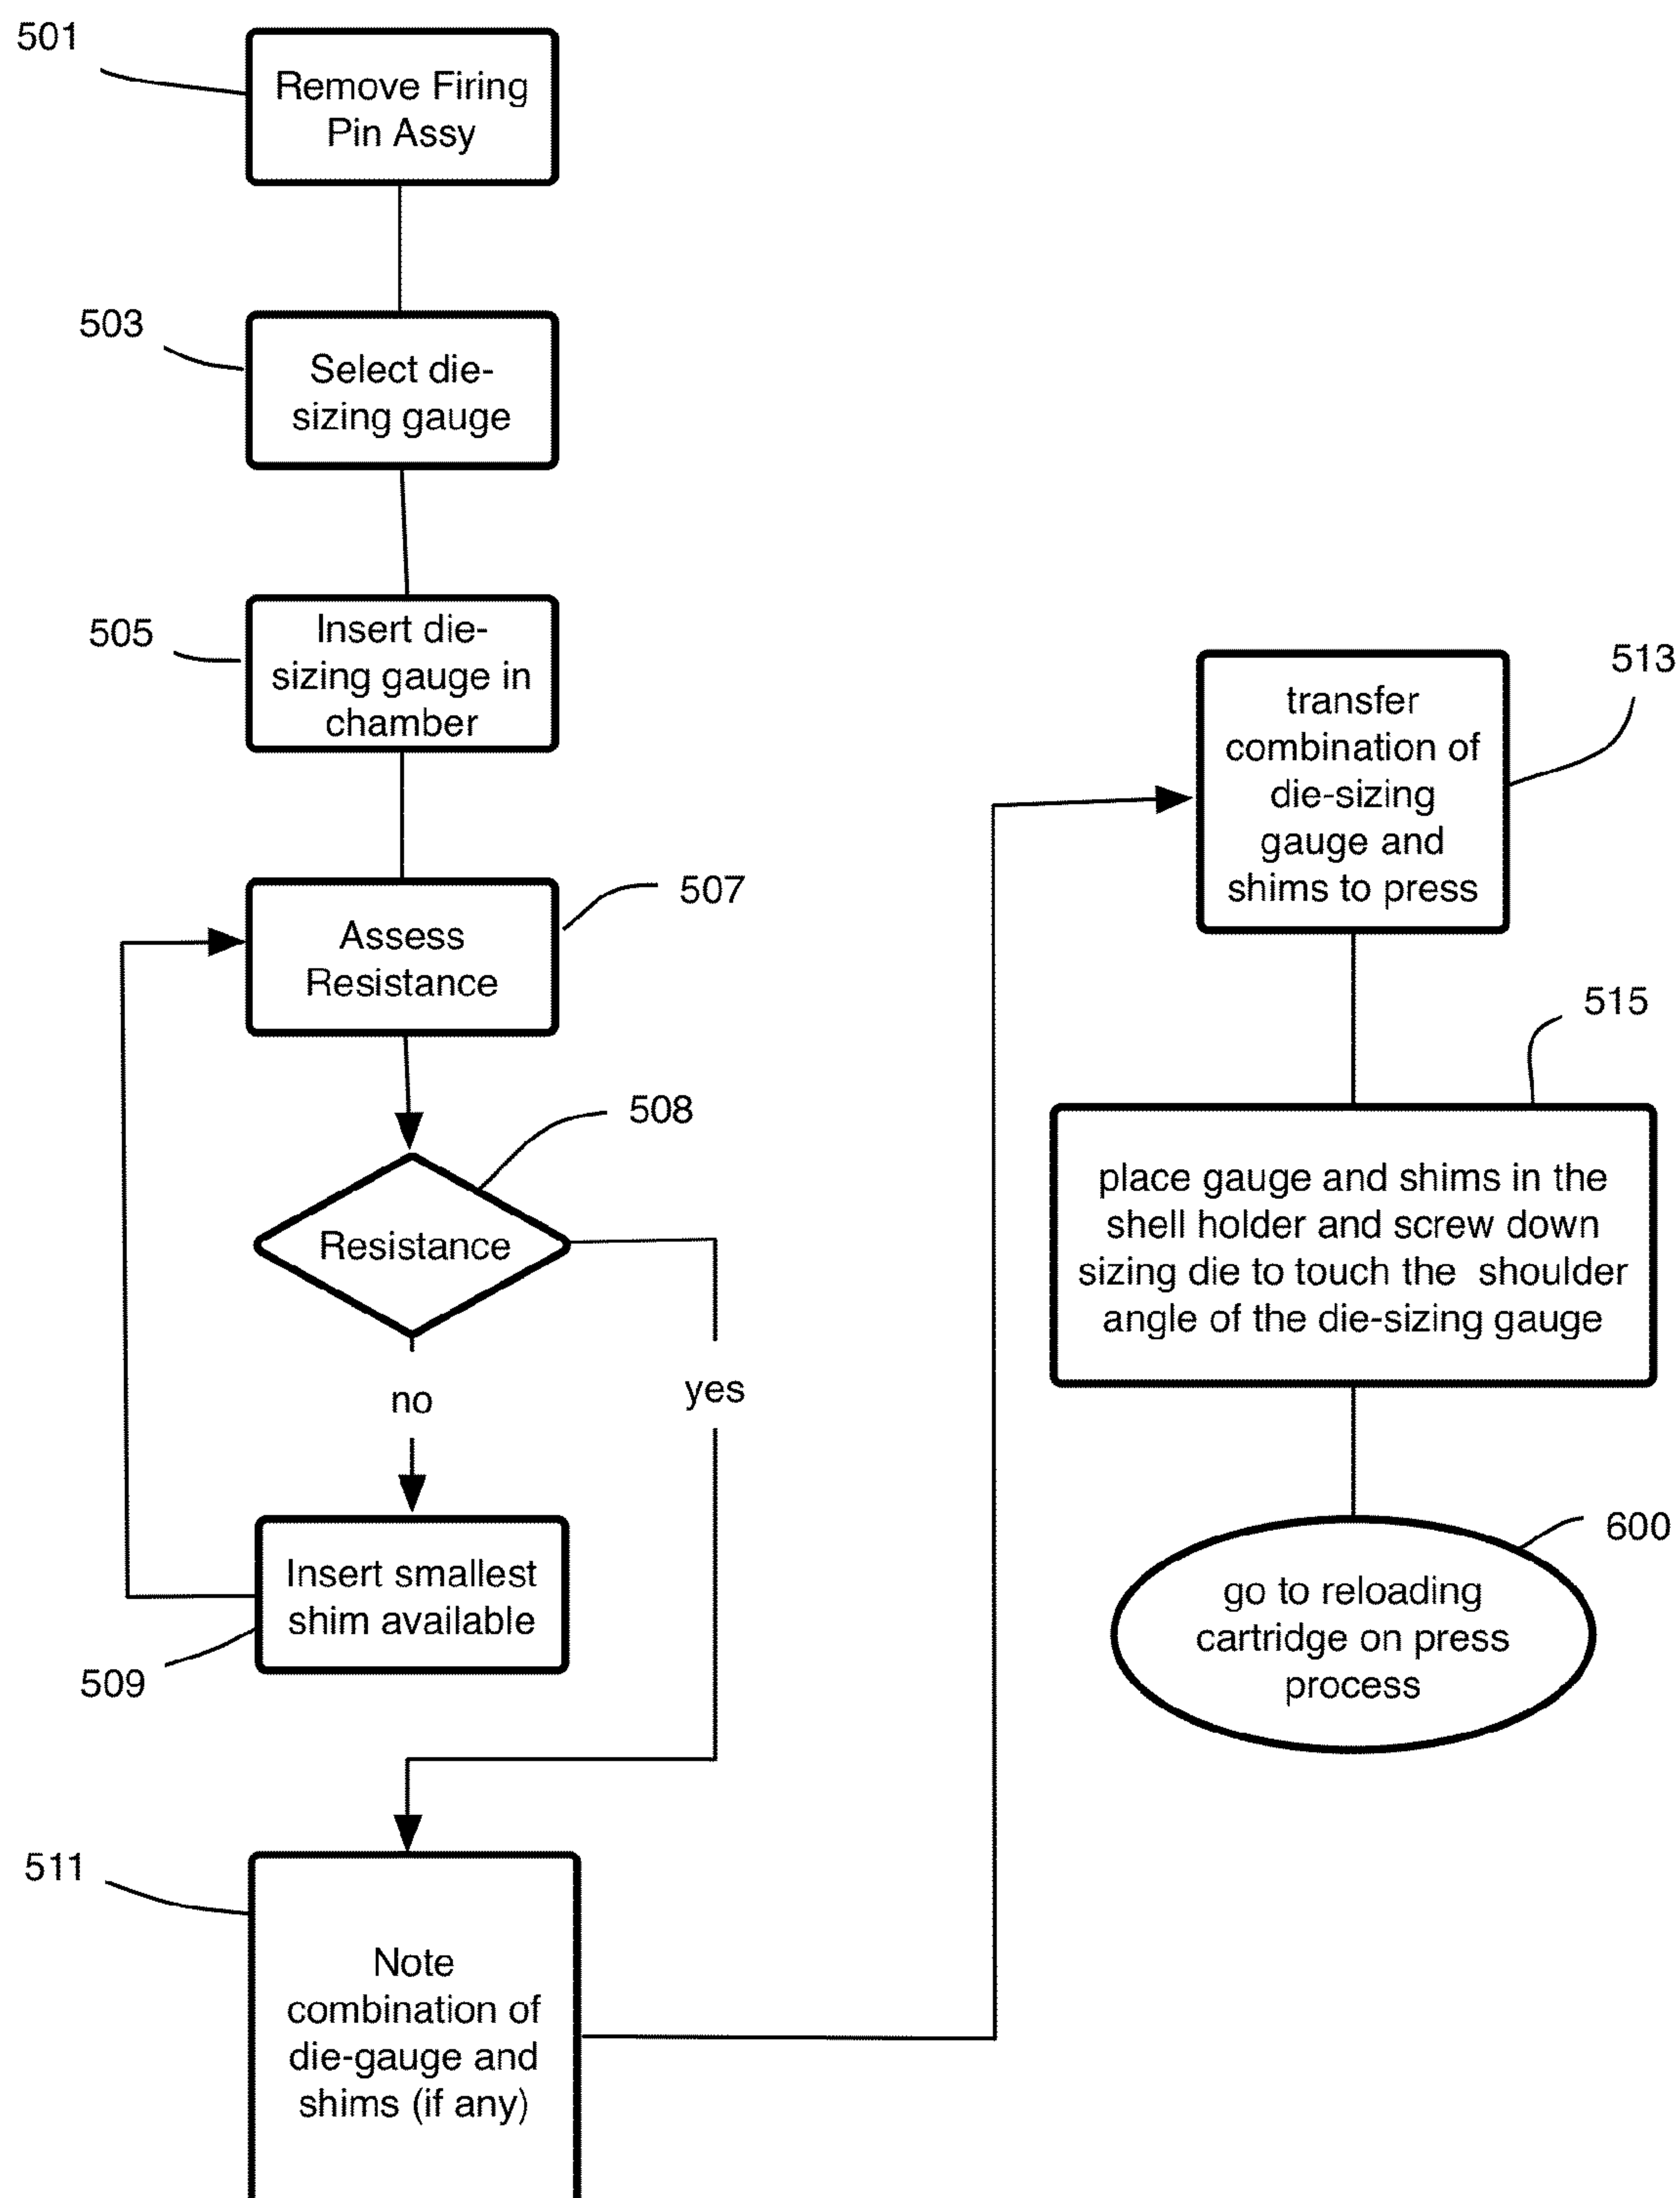 501
Remove Firing
Pin Assy
503
Select die-
sizing gauge
505
Insert die-
sizing gauge in
chamber
507
Assess
Resistance
508
Resistance
no
yes
Insert smallest
shim available
509
511
Note
combination of
die-gauge and
shims (if any)
513
transfer
combination of
die-sizing
gauge and
shims to press
515
place gauge and shims in the
shell holder and screw down
sizing die to touch the shoulder
angle of the die-sizing gauge
600
go to reloading
cartridge on press
process